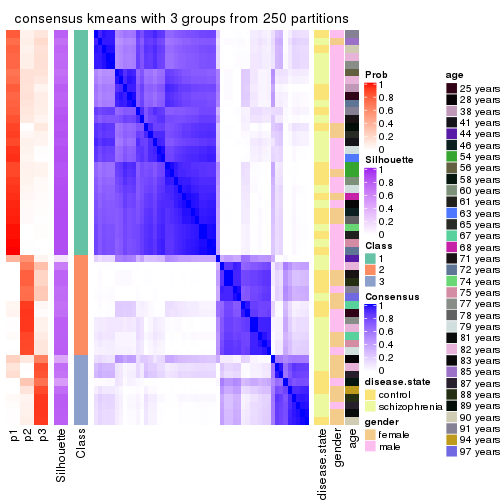 consensus kmeans with 3 groups from 250 partitions
Prob
1
0.8
0.6
0.4
0.2
0
Silhouette
1
0.8
0.6
0.4
0.2
0
Class
1
2
3
Consensus
1
0.8
0.6
0.4
0.2
0
disease.state
control
schizophrenia
gender
female
male
age
25 years
28 years
38 years
41 years
44 years
46 years
54 years
56 years
58 years
60 years
61 years
63 years
65 years
67 years
68 years
71 years
72 years
74 years
75 years
77 years
78 years
79 years
81 years
82 years
83 years
85 years
87 years
88 years
89 years
90 years
91 years
94 years
97 years
p1
p2
p3
Silhouette
Class
disease.state
gender
age